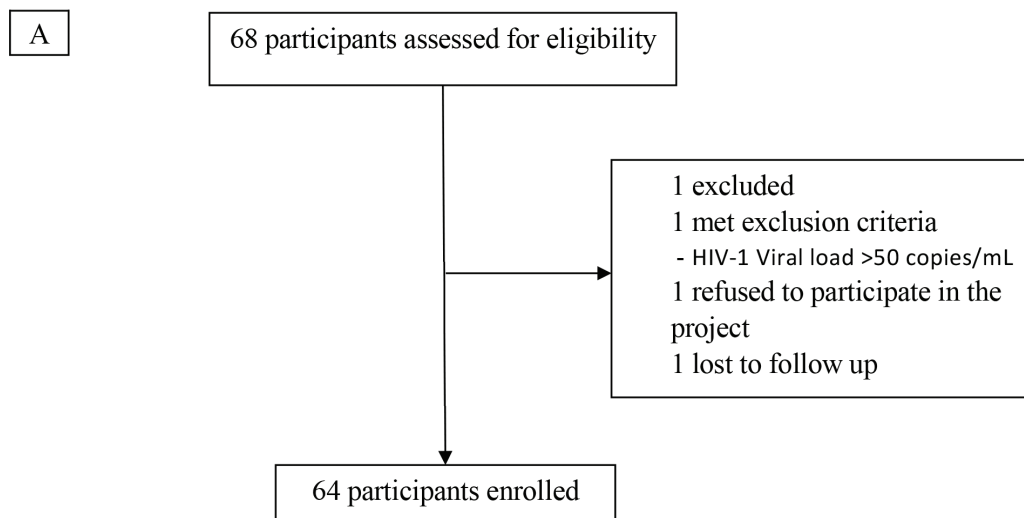 A
68 participants assessed for eligibility
1 excluded
1 met exclusion criteria
- HIV-1 Viral load >50 copies/mL
1 refused to participate in the
project
1 lost to follow up
64 participants enrolled